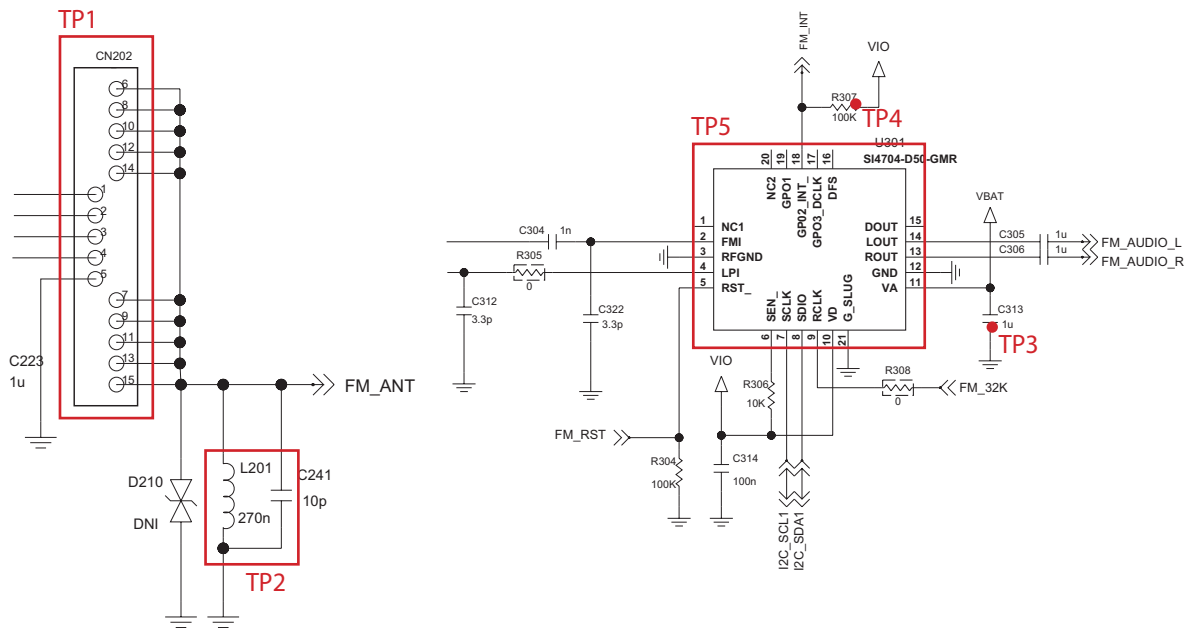 TP1
CN202
6
8
10
12
14
1
2
3
4
5
7
9
11
13
15
C223
1u
FM_ANT
D210
DNI
L201
270n
C241
10p
TP2
FM_INT
VIO
R307
100K
TP4
TP5
U301
SI4704-D50-GMR
20 19 18 17 16
NC2 GPO1 GP02_INT_ GPO3_DCLK DFS
1 NC1
2 FMI
3 RFGND
4 LPI
5 RST_
DOUT 15
LOUT 14
ROUT 13
GND 12
VA 11
SEN_ SCLK SDIO RCLK VD G_SLUG
6 7 8 9 10 21
C304 1n
R305
0
C312
3.3p
C322
3.3p
VBAT
C305 1u FM_AUDIO_L
C306 1u FM_AUDIO_R
C313
1u
TP3
VIO
R306
10K
R308
0
FM_32K
FM_RST
R304
100K
C314
100n
I2C_SCL1
I2C_SDA1